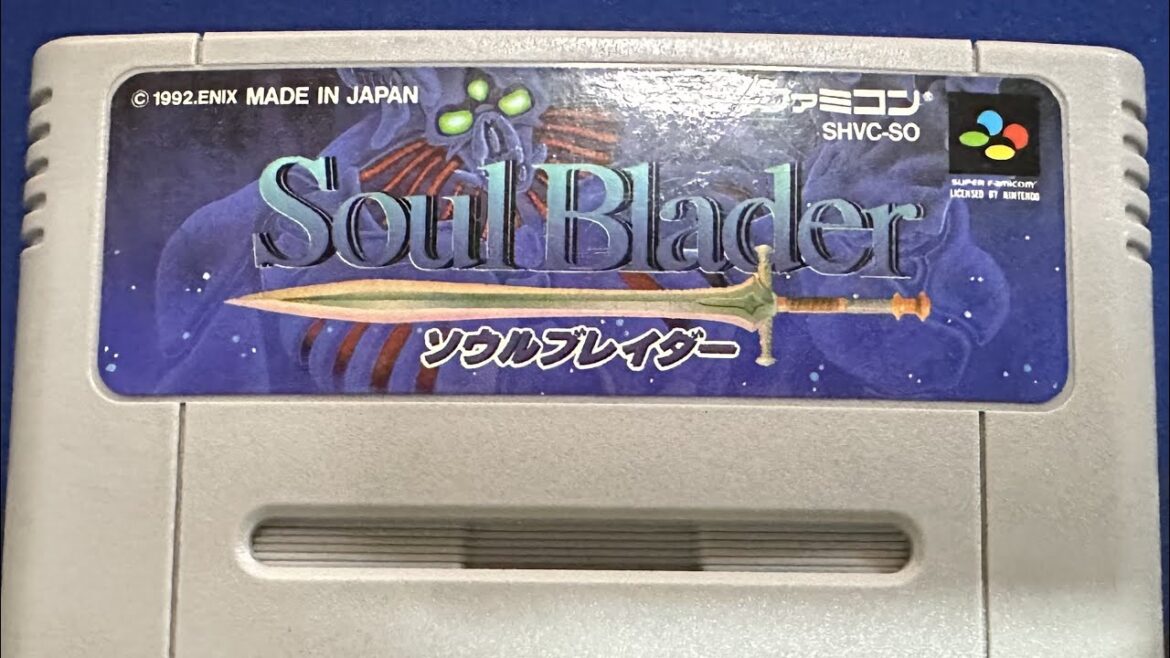 © 1992.ENIX MADE IN JAPAN
ファミコン®
SHVC-SO
SUPER FAMICOM
LICENSED BY NINTENDO
Soul Blader
ソウルブレイダー